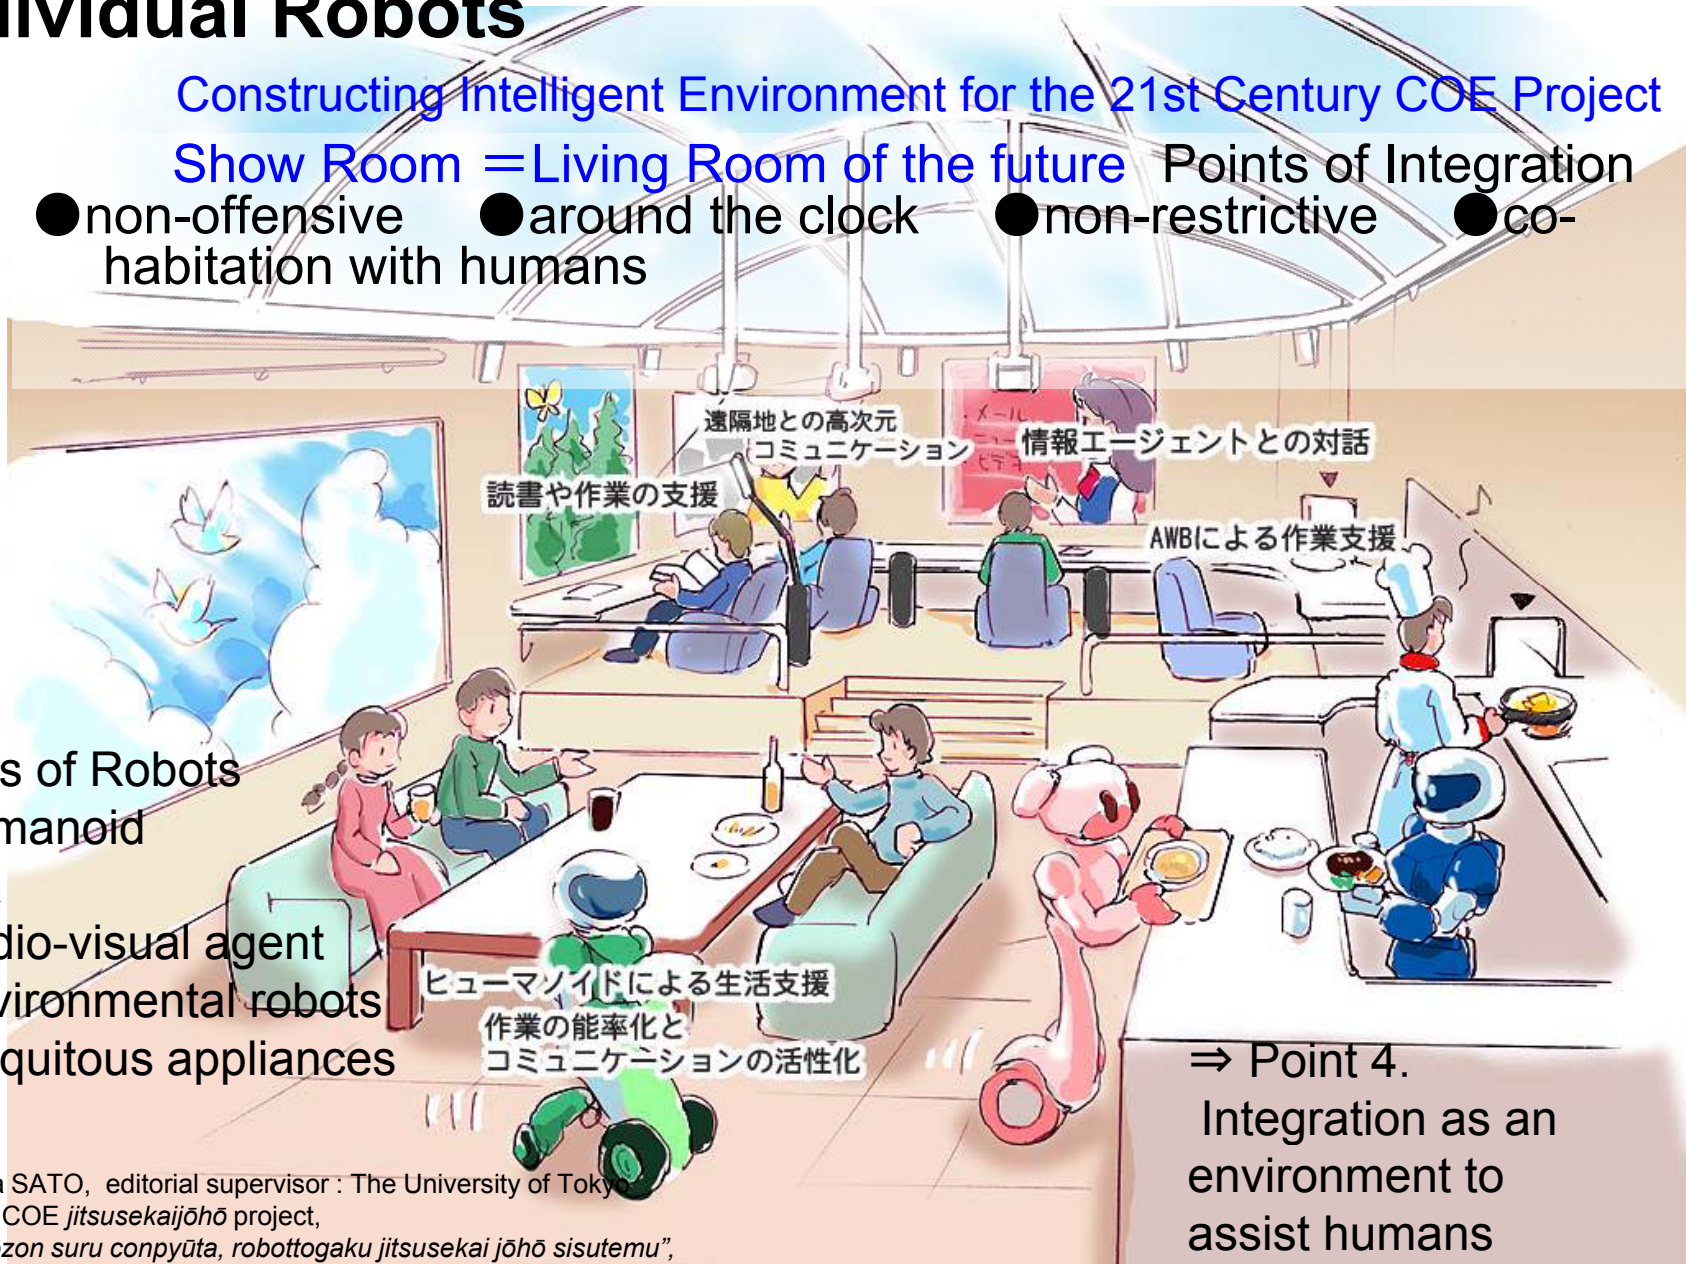 dividual Robots
Constructing Intelligent Environment for the 21st Century COE Project
Show Room ＝Living Room of the future Points of Integration
●non-offensive ●around the clock ●non-restrictive ●co-
habitation with humans
遠隔地との高次元
コミュニケーション
・メール
情報エージェントとの対話
ビデオ
読書や作業の支援
AWBによる作業支援
s of Robots
manoid
dio-visual agent
vironmental robots
quitous appliances
ヒューマノイドによる生活支援
作業の能率化と
コミュニケーションの活性化
⇒ Point 4.
Integration as an
environment to
assist humans
a SATO, editorial supervisor : The University of Tokyo
COE jitsusekaijōhō project,
zon suru conpyūta, robottogaku jitsusekai jōhō sisutemu”,